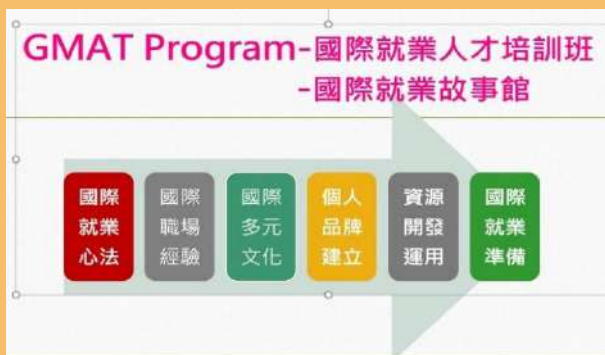 GMAT Program-國際就業人才培訓班
-國際就業故事館
國際
就業
心法
國際
職場
經驗
國際
多元
文化
個人
品牌
建立
資源
開發
運用
國際
就業
準備